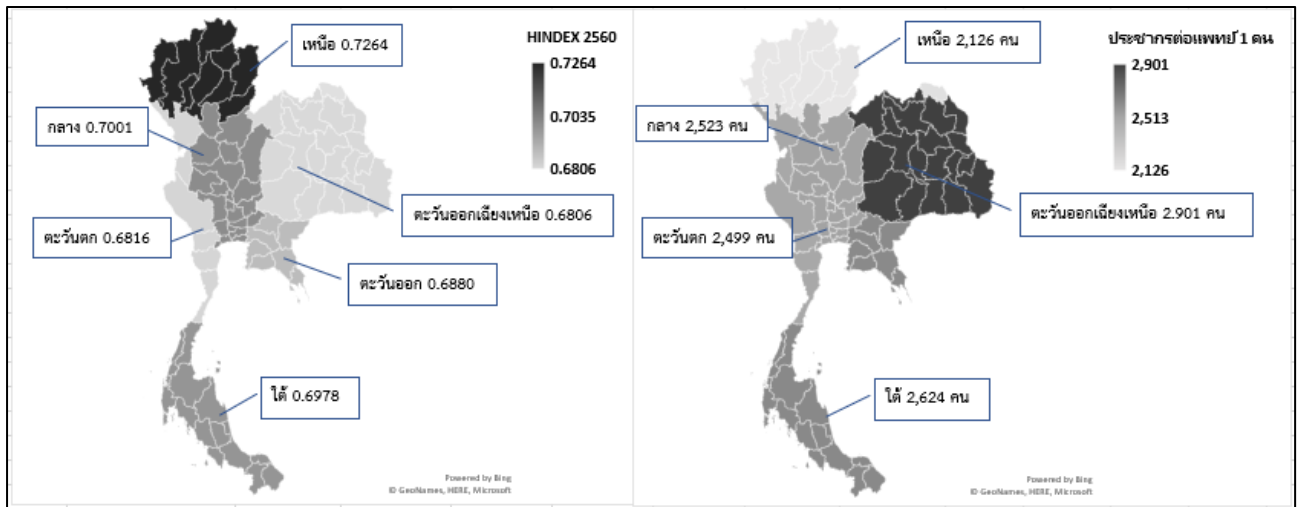 เหนือ 0.7264
HINDEX 2560
0.7264
0.7035
0.6806
กลาง 0.7001
ตะวันออกเฉียงเหนือ 0.6806
ตะวันตก 0.6816
ตะวันออก 0.6880
ใต้ 0.6978
Powered by Bing
© GeoNames, HERE, Microsoft
เหนือ 2,126 คน
ประชากรต่อแพทย์ 1 คน
2,901
2,513
2,126
กลาง 2,523 คน
ตะวันออกเฉียงเหนือ 2.901 คน
ตะวันตก 2,499 คน
ใต้ 2,624 คน
Powered by Bing
© GeoNames, HERE, Microsoft